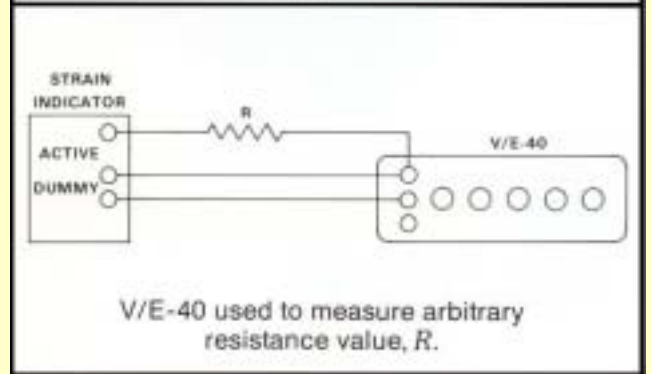 STRAIN
INDICATOR
R
V/E-40
ACTIVE
DUMMY
V/E-40 used to measure arbitrary
resistance value, R.